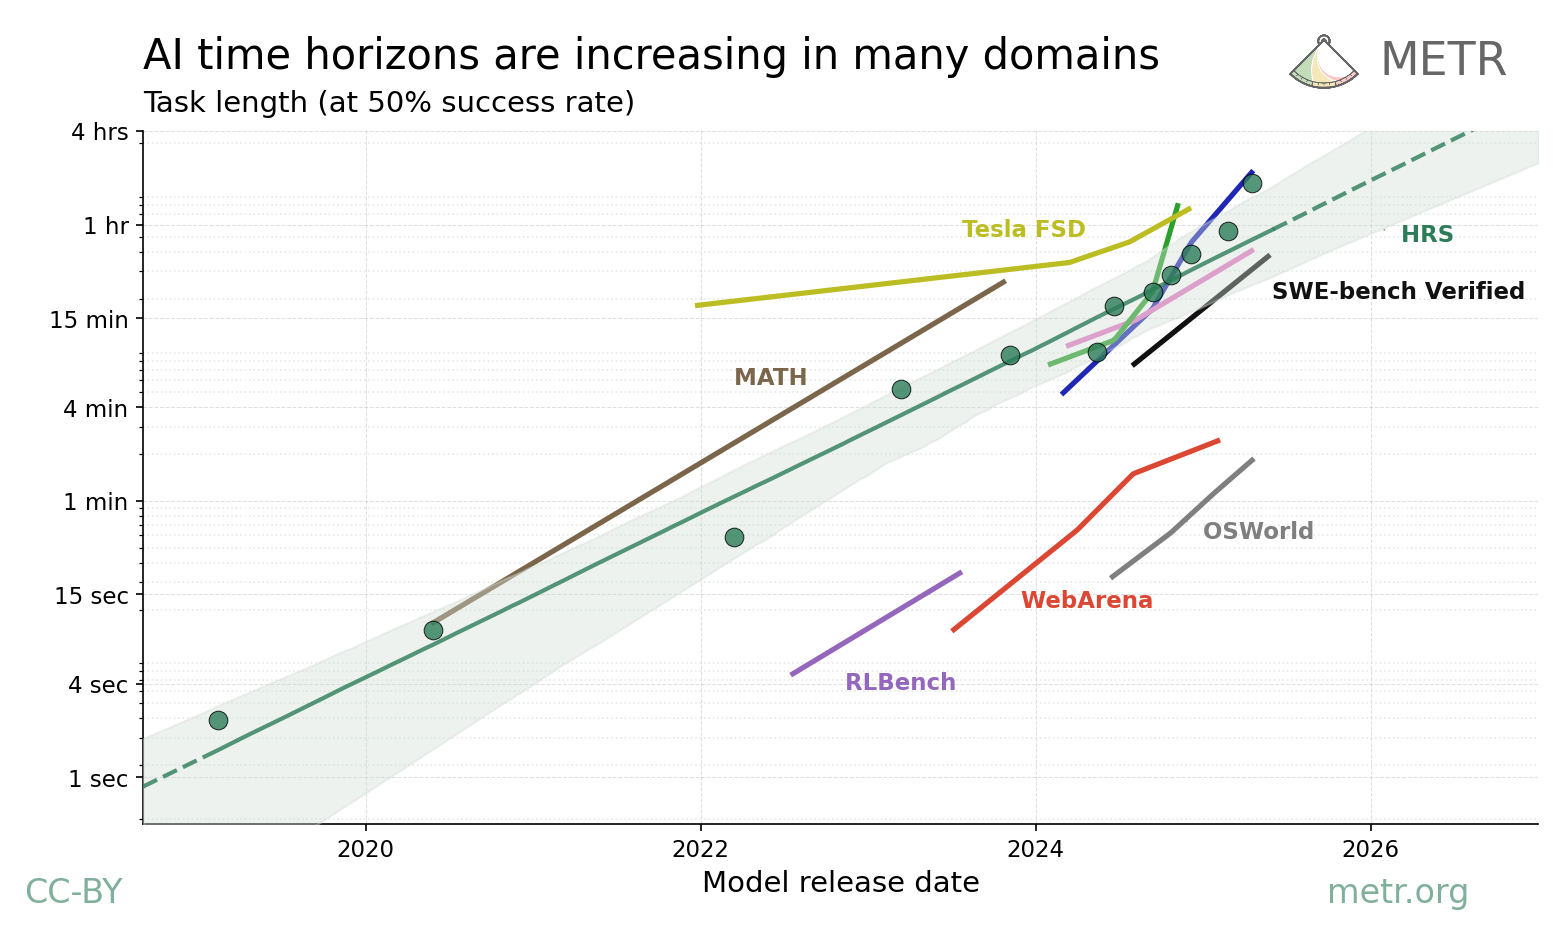 AI time horizons are increasing in many domains
METR
Task length (at 50% success rate)
4 hrs
1 hr
15 min
4 min
1 min
15 sec
4 sec
1 sec
Tesla FSD
HRS
SWE-bench Verified
MATH
OSWorld
WebArena
RLBench
2020
2022
2024
2026
Model release date
CC-BY
metr.org